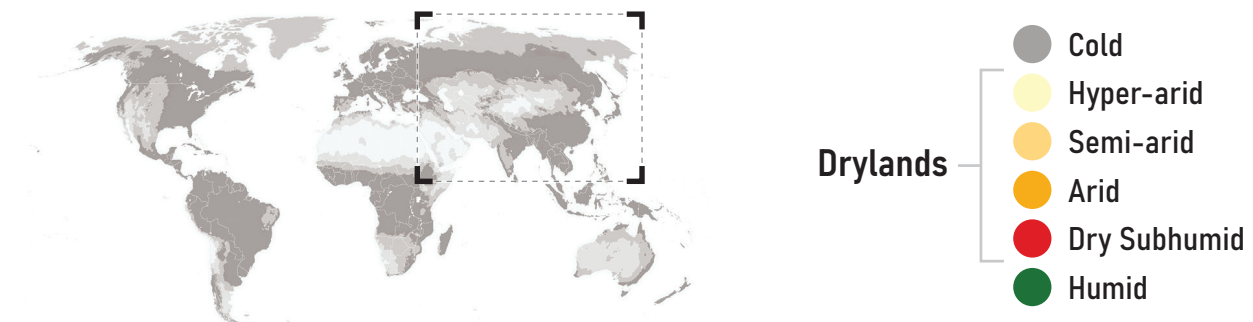 Cold
Hyper-arid
Semi-arid
Drylands
Arid
Dry Subhumid
Humid